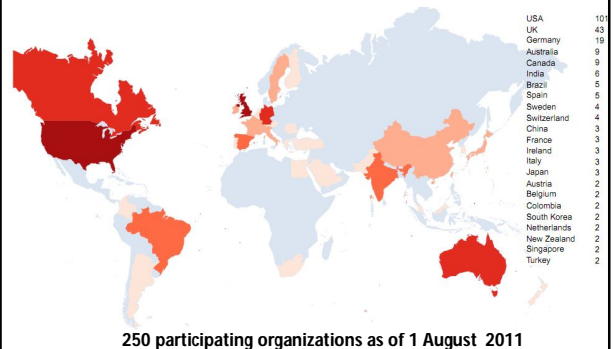 USA 101
UK 43
Germany 19
Australia 9
Canada 9
India 6
Brazil 5
Spain 5
Sweden 4
Switzerland 4
China 3
France 3
Ireland 3
Italy 3
Japan 3
Austria 2
Belgium 2
Colombia 2
South Korea 2
Netherlands 2
New Zealand 2
Singapore 2
Turkey 2
250 participating organizations as of 1 August 2011